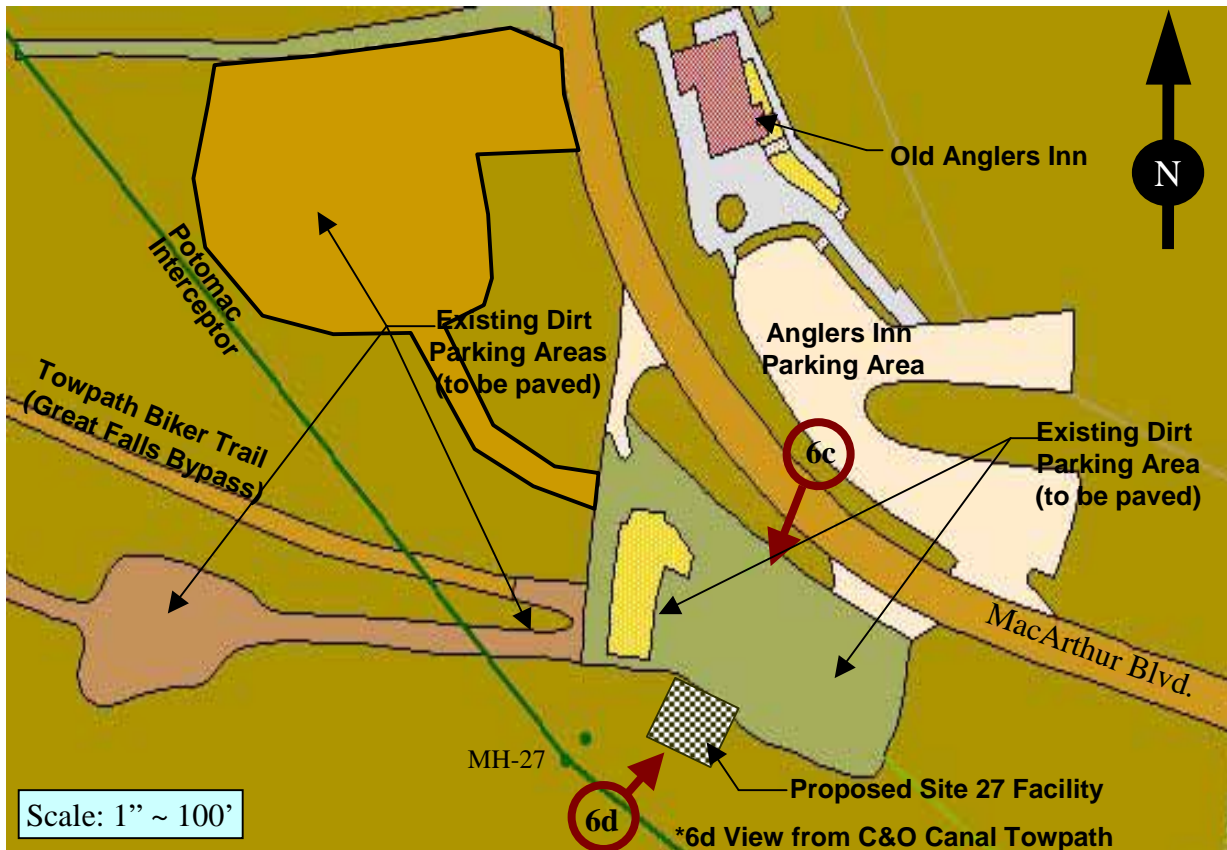 N
Old Anglers Inn
Potomac
Interceptor
Existing Dirt
Parking Areas
(to be paved)
Anglers Inn
Parking Area
Towpath Biker Trail
(Great Falls Bypass)
6c
Existing Dirt
Parking Area
(to be paved)
MacArthur Blvd.
MH-27
Proposed Site 27 Facility
6d
*6d View from C&O Canal Towpath
Scale: 1” ~ 100’